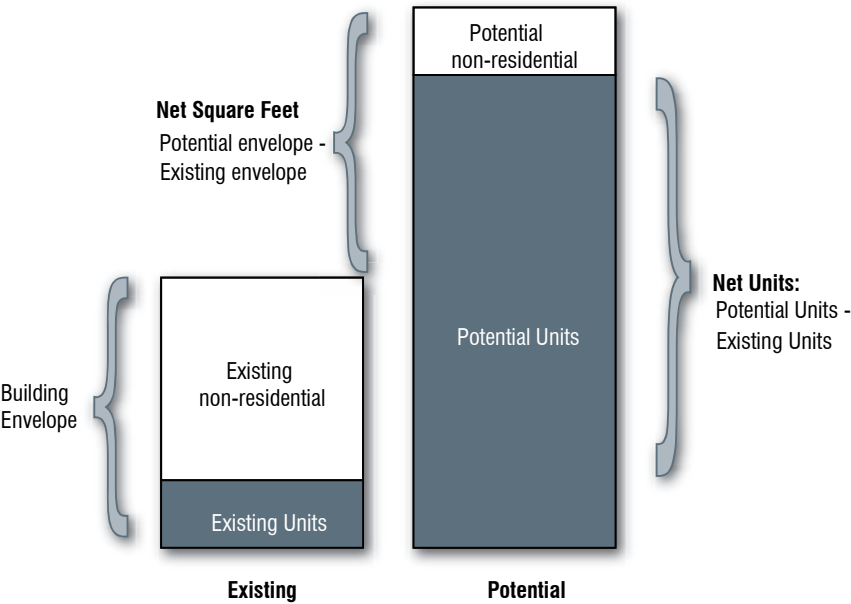 Potential
non-residential
Net Square Feet
Potential envelope -
Existing envelope
Net Units:
Potential Units -
Existing Units
Potential Units
Building
Envelope
Existing
non-residential
Existing Units
Existing
Potential